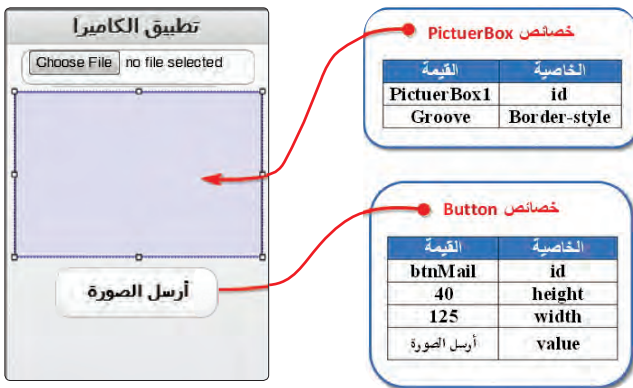 تطبيق الكاميرا
Choose File no file selected
أرسل الصورة
خصائص PictuerBox
الخاصية القيمة
id PictuerBox1
Border-style Groove
خصائص Button
الخاصية القيمة
id btnMail
height 40
width 125
value أرسل الصورة